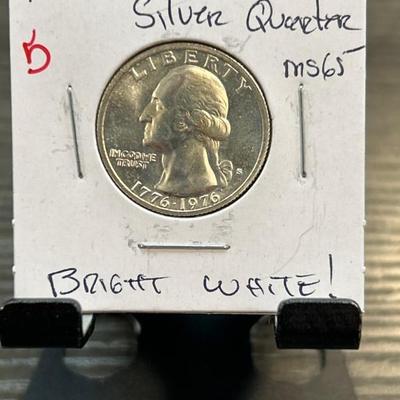 Silver Quarter
MS65
D
LIBERTY
IN GOD WE
TRUST
S
1776-1976
BRIGHT WHITE!